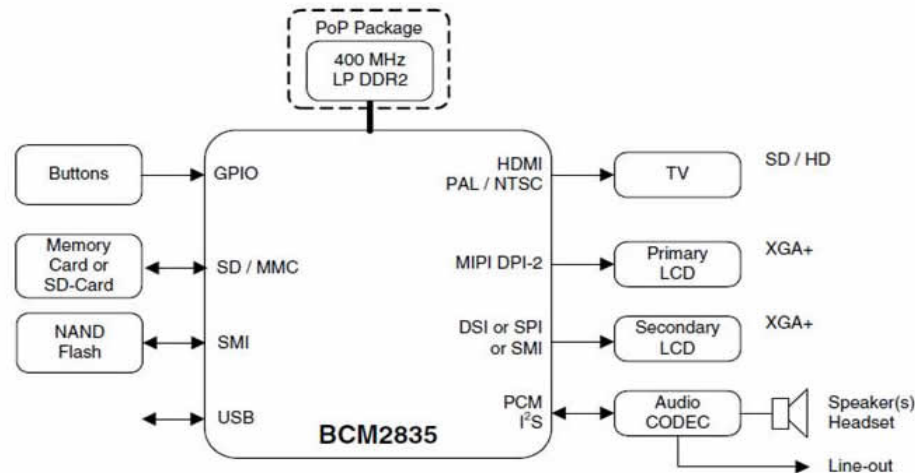 PoP Package
400 MHz
LP DDR2
Buttons
GPIO
HDMI
PAL / NTSC
TV
SD / HD
Memory
Card or
SD-Card
SD / MMC
MIPI DPI-2
Primary
LCD
XGA+
NAND
Flash
SMI
DSI or SPI
or SMI
Secondary
LCD
XGA+
USB
BCM2835
PCM
I²S
Audio
CODEC
Speaker(s)
Headset
Line-out